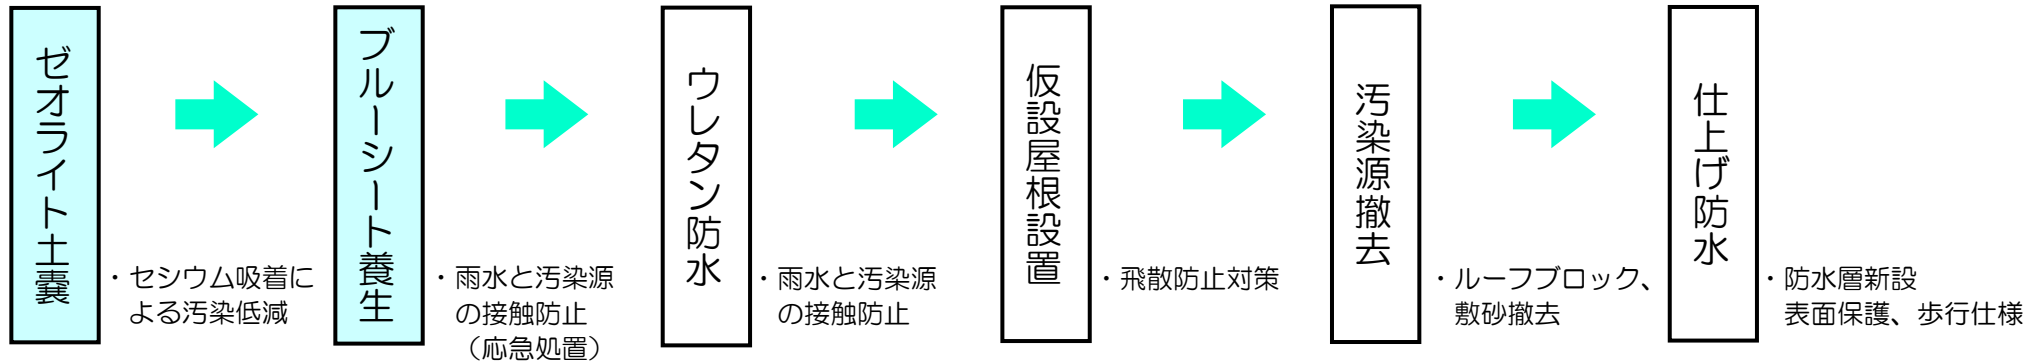 ゼオライト土嚢
・セシウム吸着に
よる汚染低減
ブルーシート養生
・雨水と汚染源
の接触防止
（応急処置）
ウレタン防水
・雨水と汚染源
の接触防止
仮設屋根設置
・飛散防止対策
汚染源撤去
・ルーフブロック、
敷砂撤去
仕上げ防水
・防水層新設
表面保護、歩行仕様